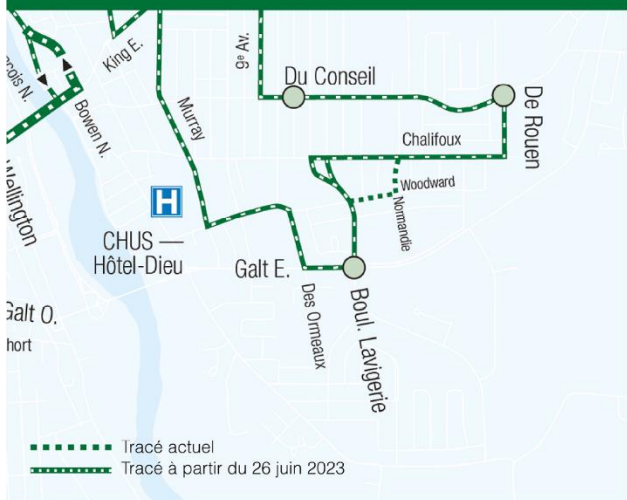 King E.
9e Av.
Du Conseil
De Rouen
Bowen N.
Murray
Chalifoux
Woodward
Normandie
H
CHUS —
Hôtel-Dieu
Galt E.
Des Ormeaux
Boul. Lavigerie
Wellington
Galt O.
Tracé actuel
Tracé à partir du 26 juin 2023